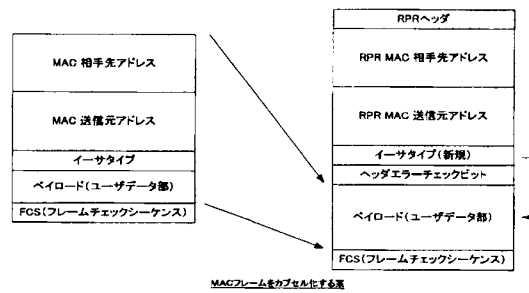 MAC 相手先アドレス
MAC 送信元アドレス
イーサタイプ
ペイロード(ユーザデータ部)
FCS(フレームチェックシーケンス)
RPRヘッダ
RPR MAC 相手先アドレス
RPR MAC 送信元アドレス
イーサタイプ(新規)
ヘッダエラーチェックビット
ペイロード(ユーザデータ部)
FCS(フレームチェックシーケンス)
MACフレームをカプセル化する案